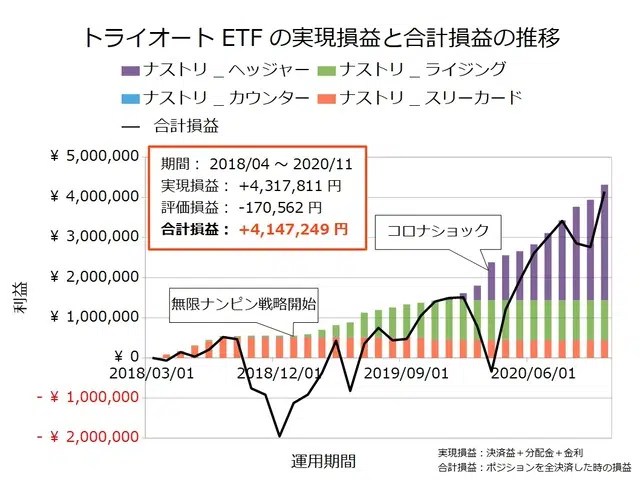 トライオート ETF の実現損益と合計損益の推移
ナストリ _ ヘッジャー ナストリ _ ライジング
ナストリ _ カウンター ナストリ _ スリーカード
合計損益
¥ 5,000,000
¥ 4,000,000
¥ 3,000,000
¥ 2,000,000
¥ 1,000,000
¥ 0
- ¥ 1,000,000
- ¥ 2,000,000
利益
期間: 2018/04 ～ 2020/11
実現損益: +4,317,811 円
評価損益: -170,562 円
合計損益: +4,147,249 円
コロナショック
無限ナンピン戦略開始
2018/03/01 2018/12/01 2019/09/01 2020/06/01
運用期間
実現損益：決済益＋分配金＋金利
合計損益：ポジションを全決済した時の損益